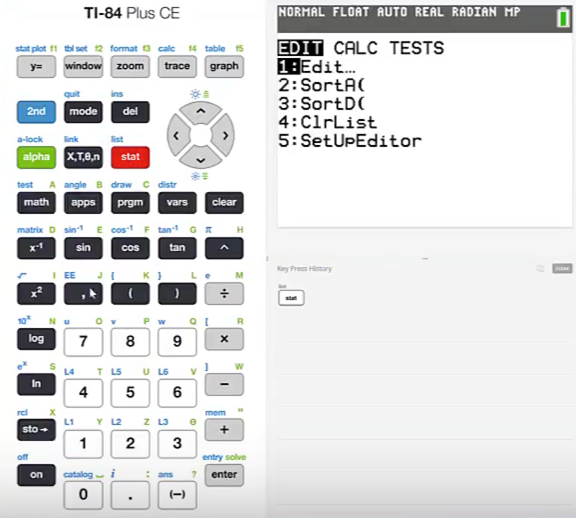 TI-84 Plus CE
NORMAL FLOAT AUTO REAL RADIAN MP
EDIT CALC TESTS
1:Edit…
2:SortA(
3:SortD(
4:ClrList
5:SetUpEditor
stat plot f1 tbl set f2 format f3 calc f4 table f5
y= window zoom trace graph
quit ins
2nd mode del
a-lock link list
alpha X,T,θ,n stat
test A angle B draw C distr
math apps prgm vars clear
matrix D sin⁻¹ E cos⁻¹ F tan⁻¹ G π H
x⁻¹ sin cos tan ^
√ I EE J { K } L e M
x² , ( ) ÷
10ˣ N u O v P w Q [ R
log 7 8 9 ×
eˣ S L4 T L5 U L6 V ] W
ln 4 5 6 −
rcl X L1 Y L2 Z L3 θ mem "
sto→ 1 2 3 +
off catalog i : ans ? entry solve
on 0 . (−) enter
Key Press History
stat